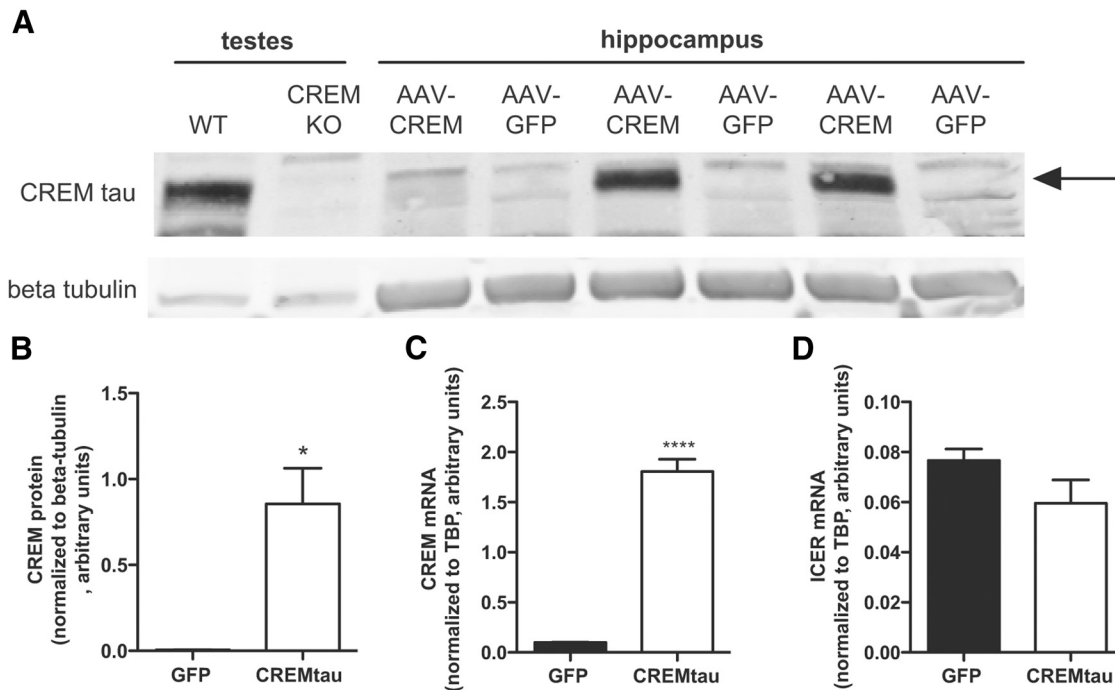 A
testes
hippocampus
WT
CREM
KO
AAV-
CREM
AAV-
GFP
AAV-
CREM
AAV-
GFP
AAV-
CREM
AAV-
GFP
CREM tau
beta tubulin
B
CREM protein
(normalized to beta-tubulin
, arbitrary units)
1.5
1.0
0.5
0.0
*
GFP
CREMtau
C
CREM mRNA
(normalized to TBP, arbitrary units)
2.5
2.0
1.5
1.0
0.5
0.0
****
GFP
CREMtau
D
ICER mRNA
(normalized to TBP, arbitrary units)
0.10
0.08
0.06
0.04
0.02
0.00
GFP
CREMtau